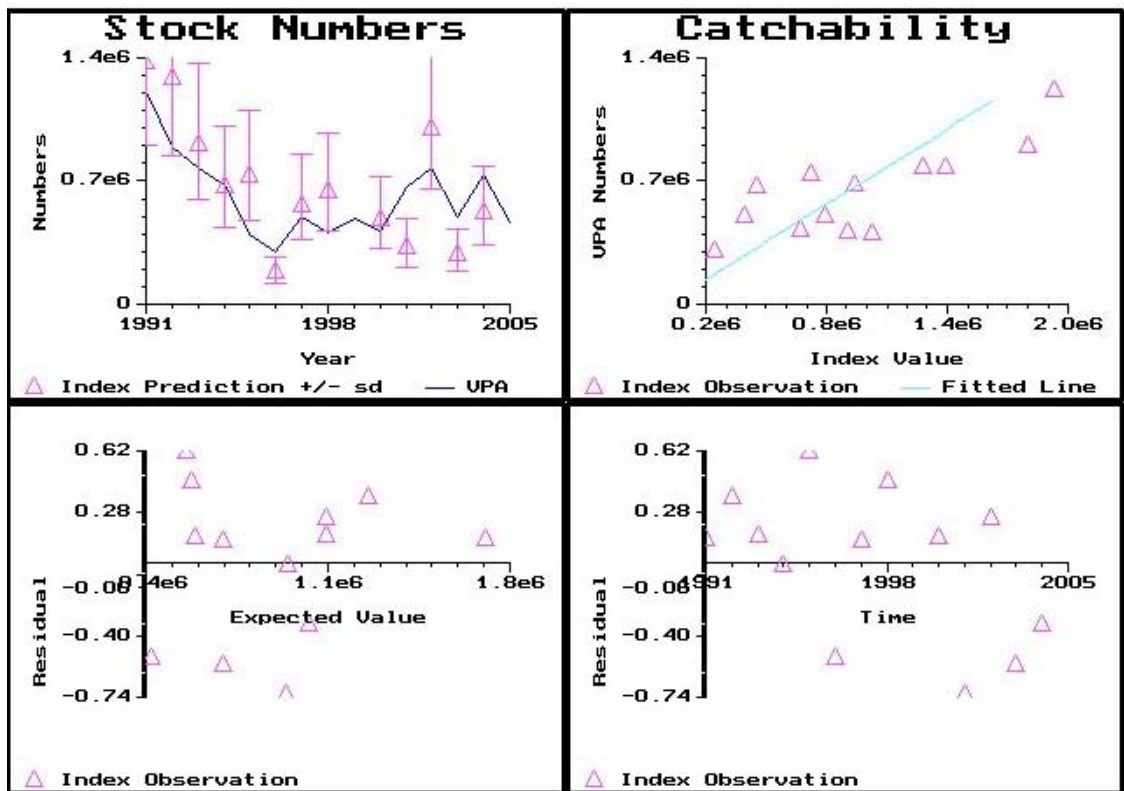 Stock Numbers
1.4e6
0.7e6
0
Numbers
1991
1998
2005
Year
Index Prediction +/- sd
VPA
Catchability
1.4e6
0.7e6
0
VPA Numbers
0.2e6
0.8e6
1.4e6
2.0e6
Index Value
Index Observation
Fitted Line
0.62
0.28
-0.06
-0.40
-0.74
Residual
1.1e6
1.8e6
Expected Value
Index Observation
0.62
0.28
-0.06
-0.40
-0.74
Residual
1991
1998
2005
Time
Index Observation